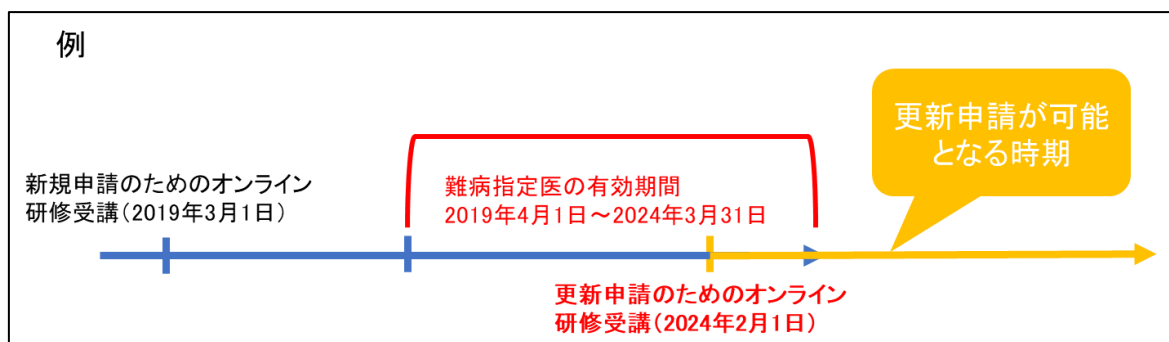 例
更新申請が可能
となる時期
新規申請のためのオンライン
研修受講(2019年3月1日)
難病指定医の有効期間
2019年4月1日~2024年3月31日
更新申請のためのオンライン
研修受講(2024年2月1日)